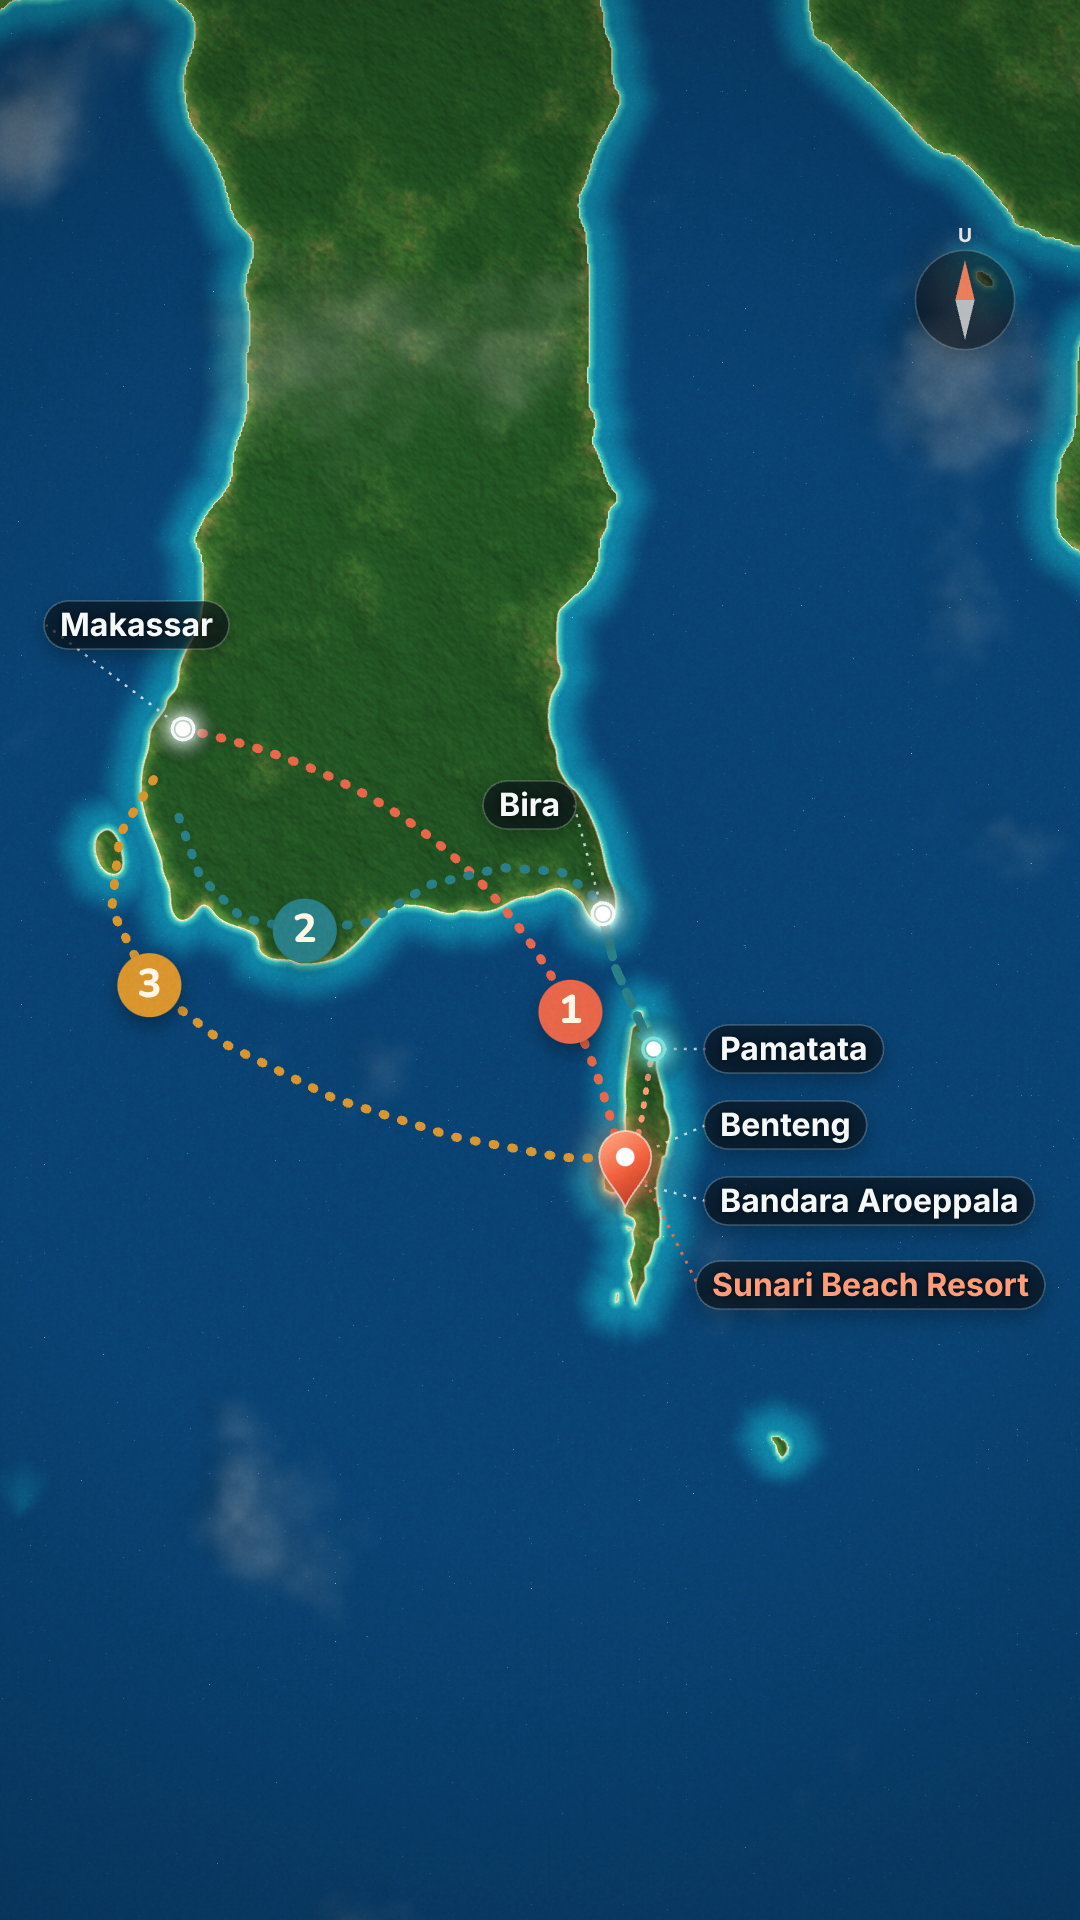 U
Makassar
Bira
2
3
1
Pamatata
Benteng
Bandara Aroeppala
Sunari Beach Resort